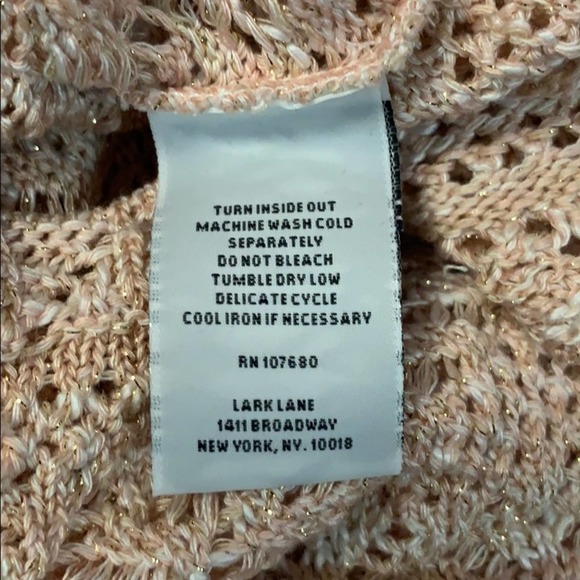 TURN INSIDE OUT
MACHINE WASH COLD
SEPARATELY
DO NOT BLEACH
TUMBLE DRY LOW
DELICATE CYCLE
COOL IRON IF NECESSARY
RN 107680
LARK LANE
1411 BROADWAY
NEW YORK, NY. 10018